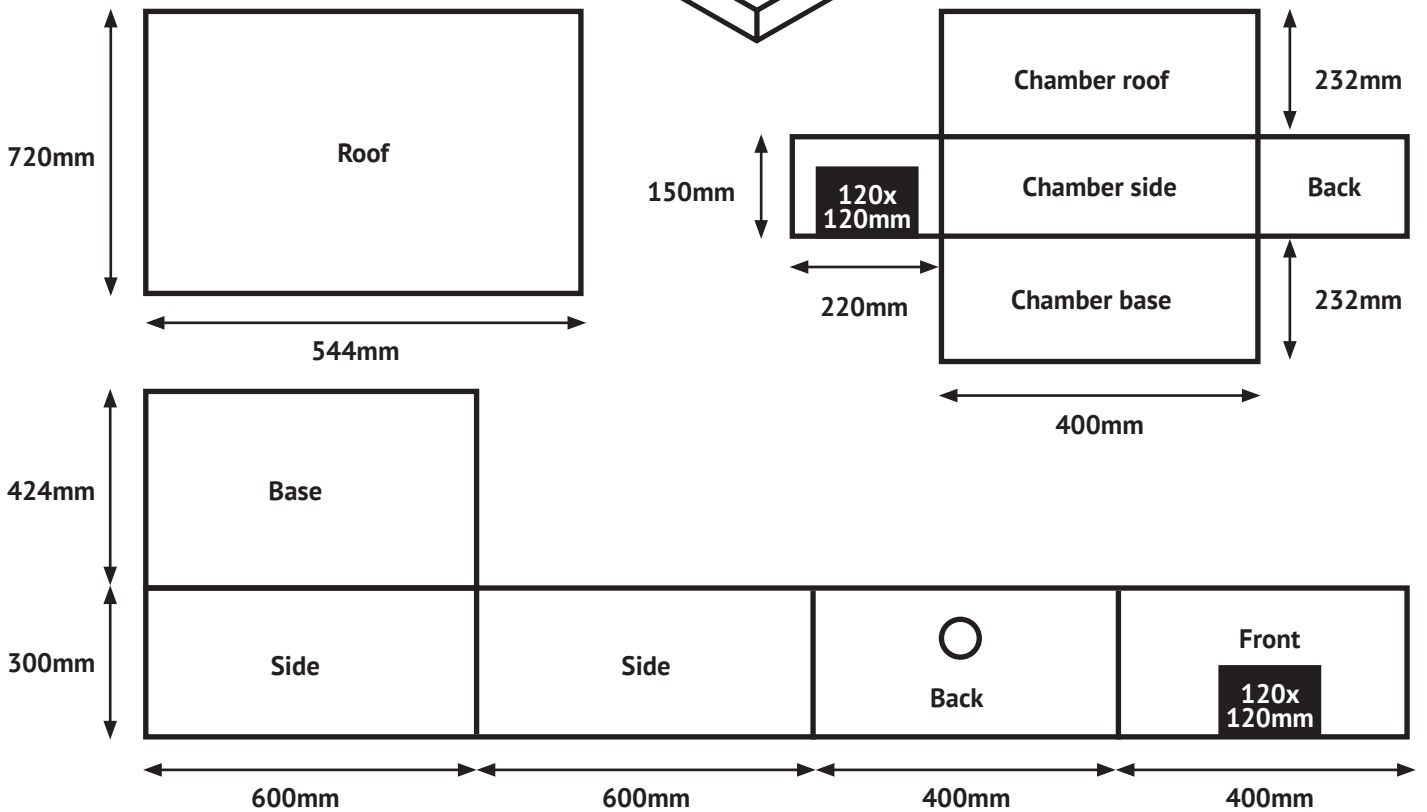 720mm
Roof
544mm
Chamber roof
232mm
150mm
120x
120mm
Chamber side
Back
220mm
Chamber base
232mm
400mm
424mm
Base
300mm
Side
Side
Back
Front
120x
120mm
600mm
600mm
400mm
400mm